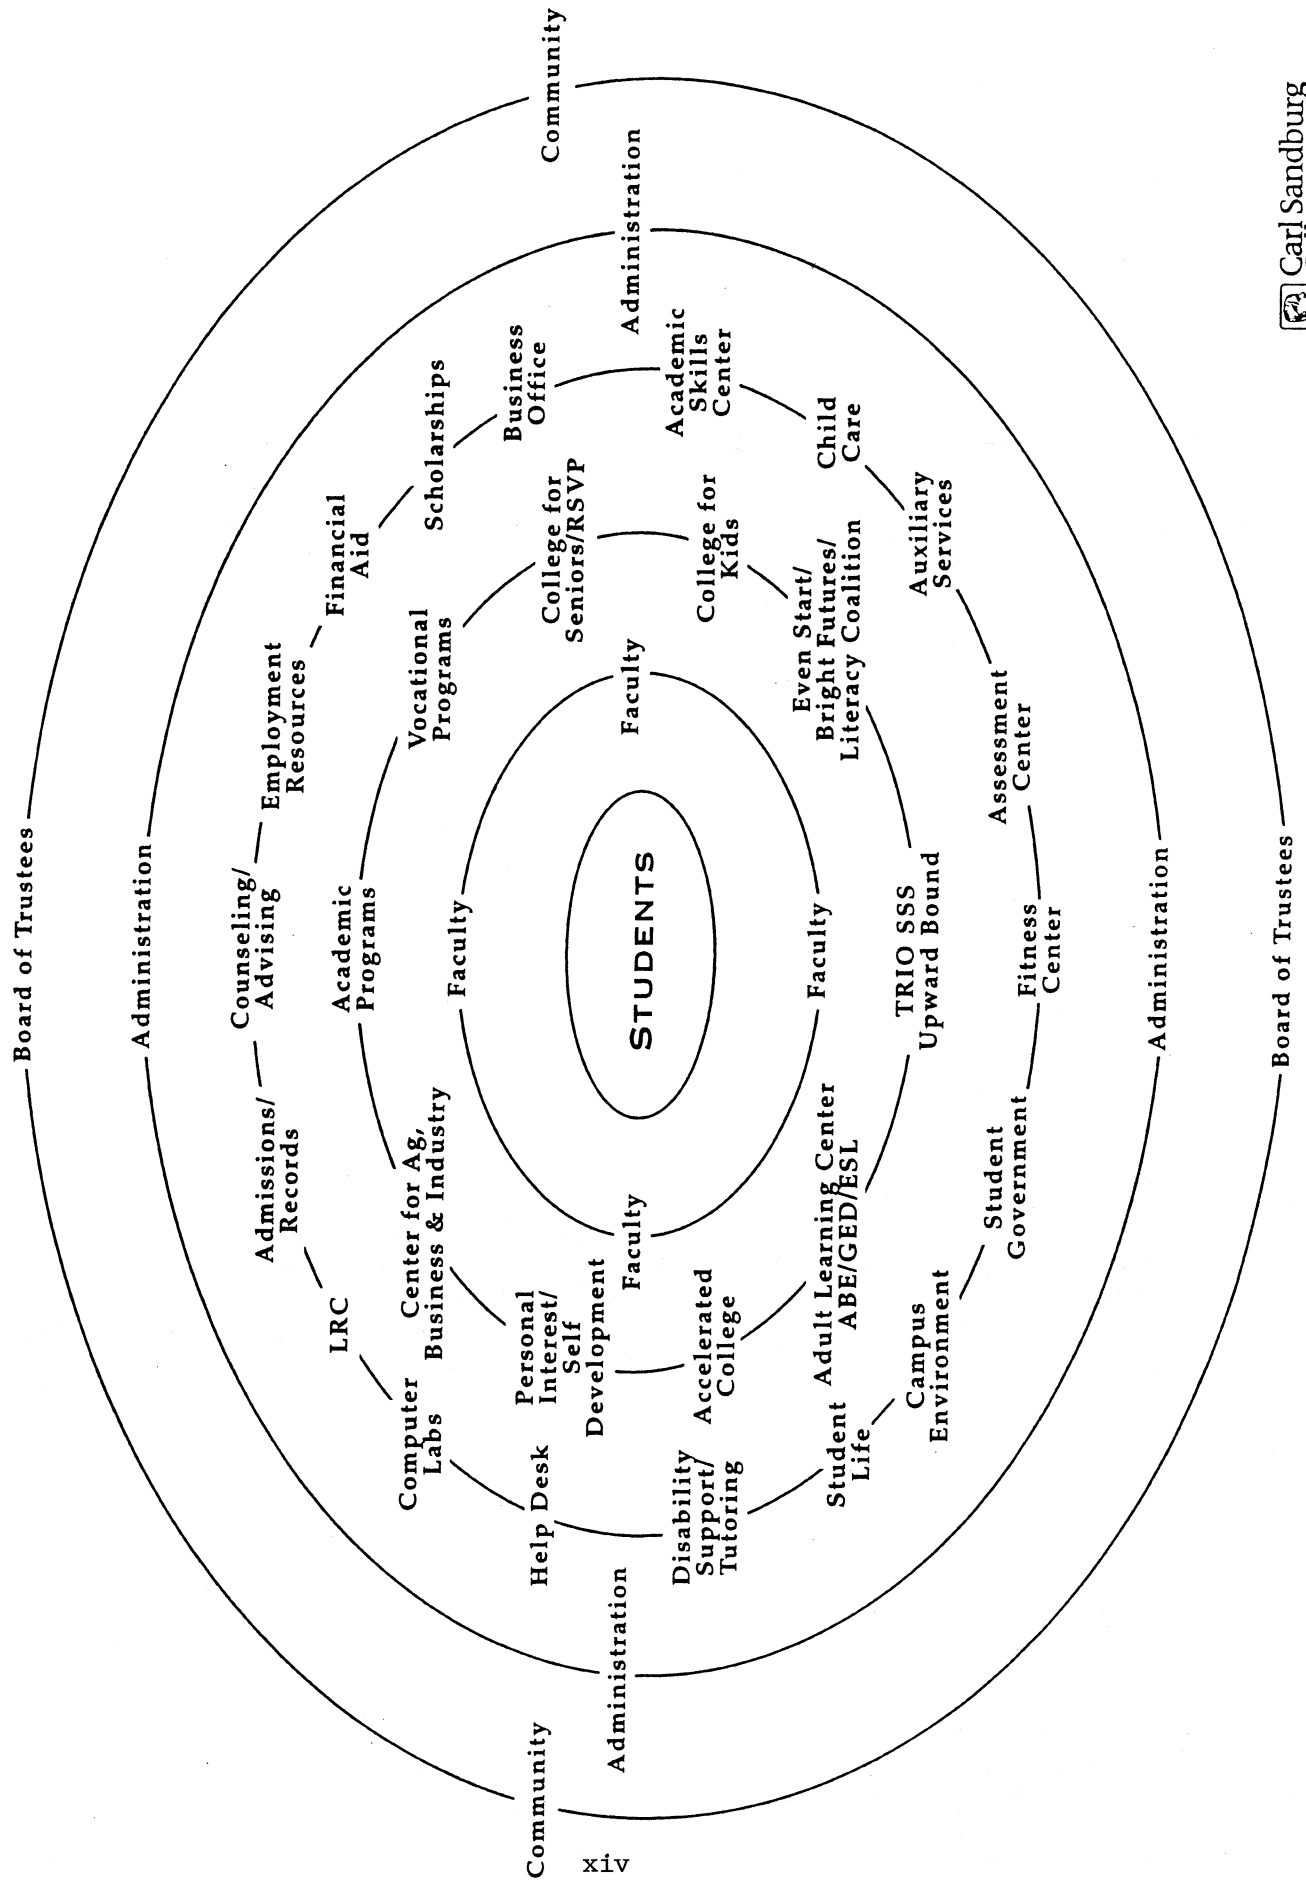 Board of Trustees
Administration
Counseling/
Advising
Admissions/
Records
Employment
Resources
LRC
Financial
Aid
Computer
Labs
Scholarships
Help Desk
Business
Office
Academic
Programs
Center for Ag,
Business & Industry
Vocational
Programs
Personal
Interest/
Self
Development
College for
Seniors/RSVP
Faculty
Community
Administration
Faculty
STUDENTS
Faculty
Administration
Community
Accelerated
College
College for
Kids
Disability
Support/
Tutoring
Academic
Skills
Center
Faculty
Adult Learning Center
ABE/GED/ESL
Even Start/
Bright Futures/
Literacy Coalition
Student
Life
Child
Care
TRIO SSS
Upward Bound
Campus
Environment
Auxiliary
Services
Student
Government
Assessment
Center
Fitness
Center
Administration
Board of Trustees
Carl Sandburg
xiv